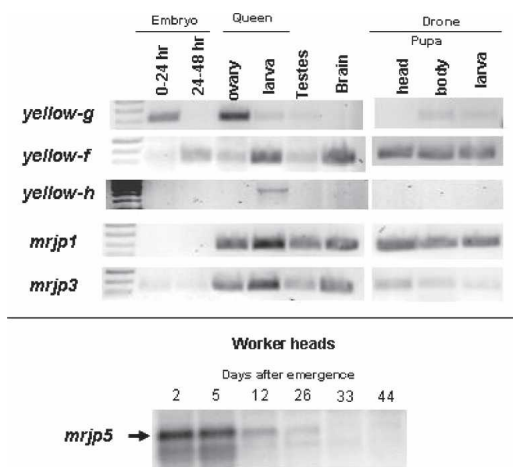 Embryo Queen Drone
Pupa
0-24 hr 24-48 hr ovary larva Testes Brain head body larva
yellow-g
yellow-f
yellow-h
mrjp1
mrjp3
Worker heads
Days after emergence
2 5 12 26 33 44
mrjp5